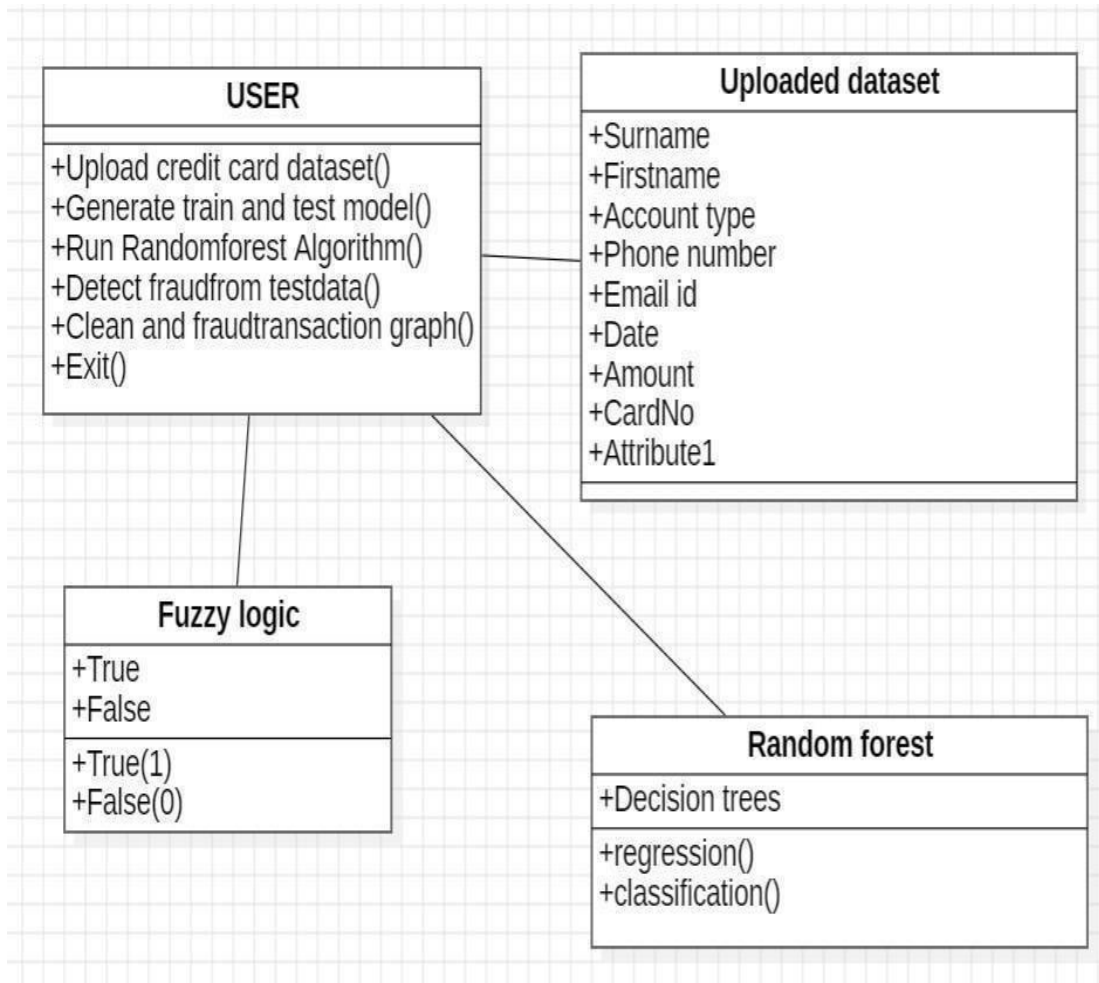 USER
+Upload credit card dataset()
+Generate train and test model()
+Run Randomforest Algorithm()
+Detect fraudfrom testdata()
+Clean and fraudtransaction graph()
+Exit()
Uploaded dataset
+Surname
+Firstname
+Account type
+Phone number
+Email id
+Date
+Amount
+CardNo
+Attribute1
Fuzzy logic
+True
+False
+True(1)
+False(0)
Random forest
+Decision trees
+regression()
+classification()